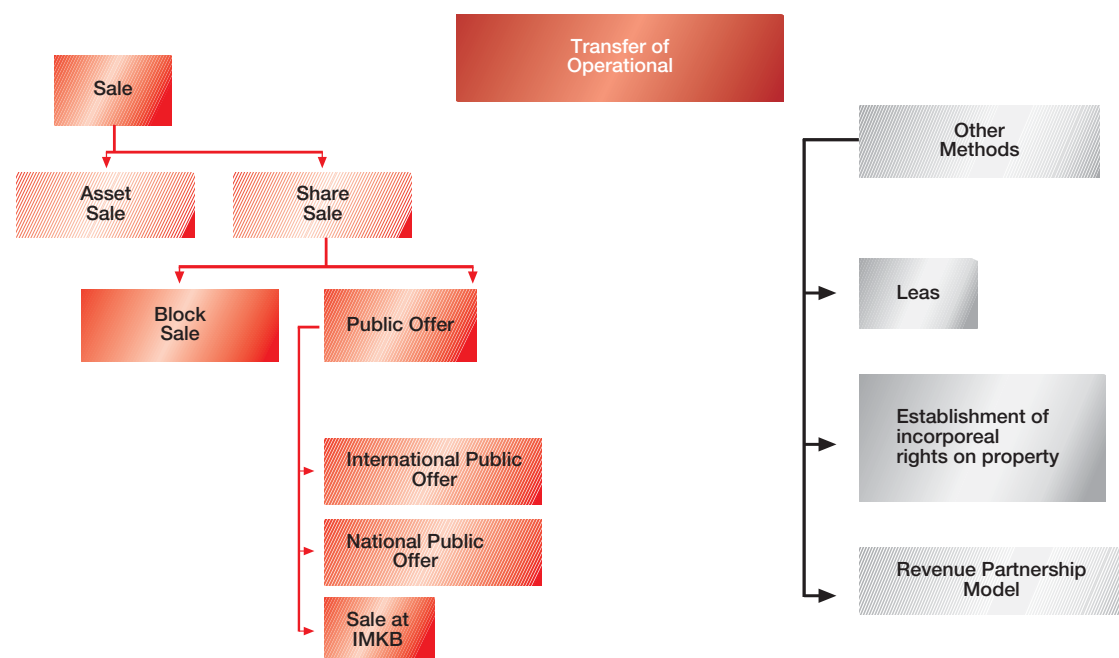 Transfer of
Operational
Sale
Asset
Sale
Share
Sale
Block
Sale
Public Offer
International Public
Offer
National Public
Offer
Sale at
IMKB
Other
Methods
Leas
Establishment of
incorporeal
rights on property
Revenue Partnership
Model